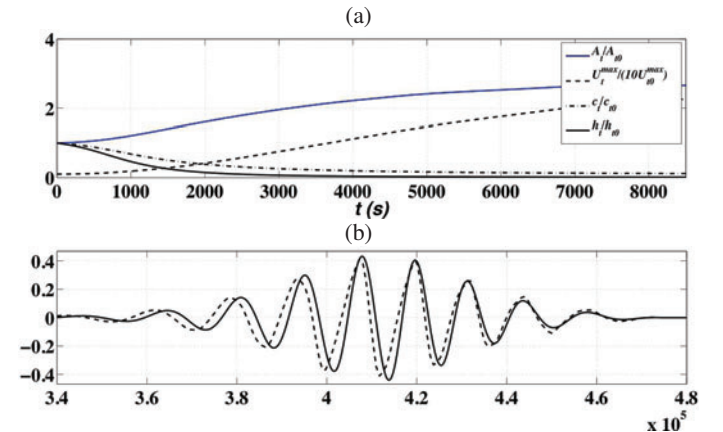 (a)
4
2
0
A_t/A_t0
U_t^max/(10U_t0^max)
c_t/c_t0
h_t/h_t0
0 1000 2000 3000 4000 5000 6000 7000 8000
t (s)
(b)
0.4
0.2
0
−0.2
−0.4
3.4 3.6 3.8 4 4.2 4.4 4.6 4.8
x 10^5